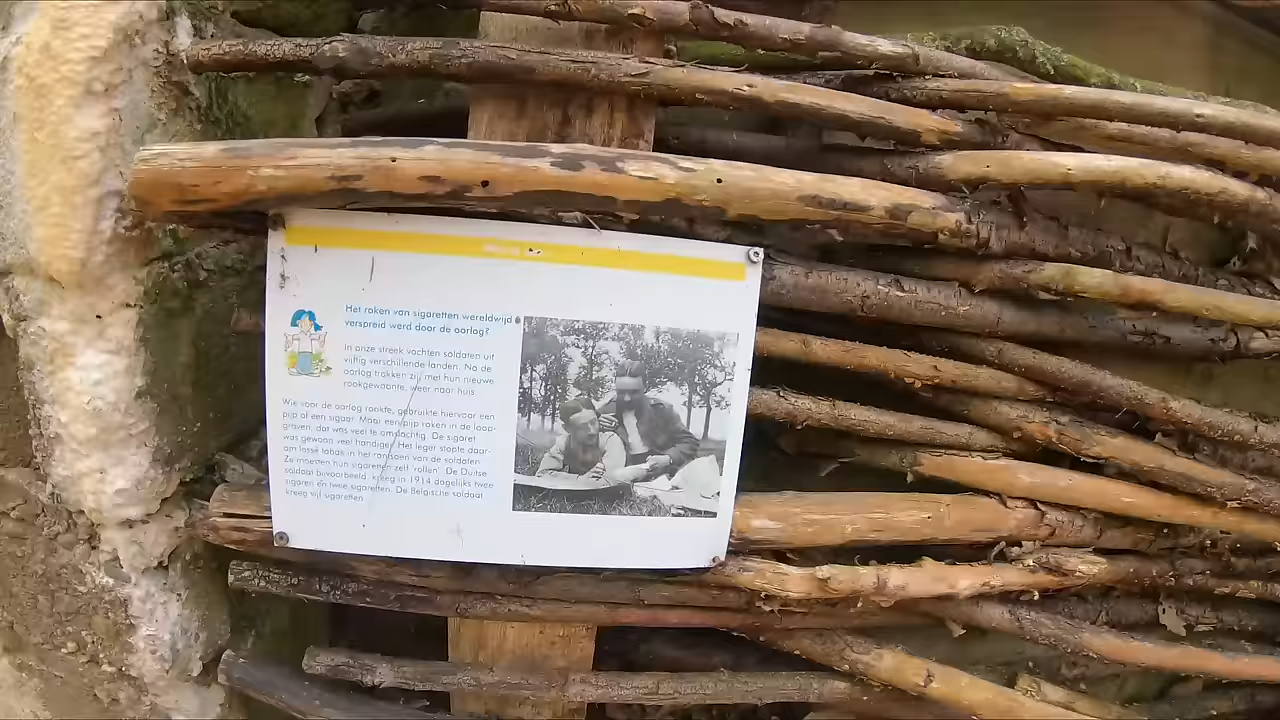 Het roken van sigaretten wereldwijd
verspreid werd door de oorlog?
In onze streek vochten soldaten uit
vijftig verschillende landen. Na de
oorlog trokken zij, met hun nieuwe
rookgewoonte, weer naar huis.
Wie voor de oorlog rookte, gebruikte hiervoor een
pijp of een sigaar. Maar een pijp roken in de loop-
graven, dat was veel te omslachtig. De sigaret
was gewoon veel handiger. Het leger stopte daar-
om losse tabak in het rantsoen van de soldaten.
Ze moesten hun sigaretten zelf 'rollen'. De Duitse
soldaat bijvoorbeeld, kreeg in 1914 dagelijks twee
sigaren en twee sigaretten. De Belgische soldaat
kreeg vijf sigaretten.